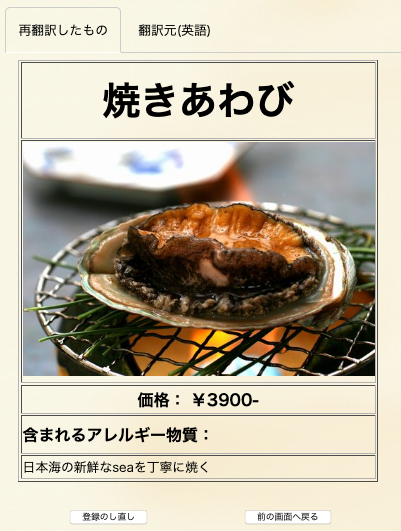 再翻訳したもの 翻訳元(英語)
焼きあわび
価格： ￥3900-
含まれるアレルギー物質：
日本海の新鮮なseaを丁寧に焼く
登録のし直し 前の画面へ戻る